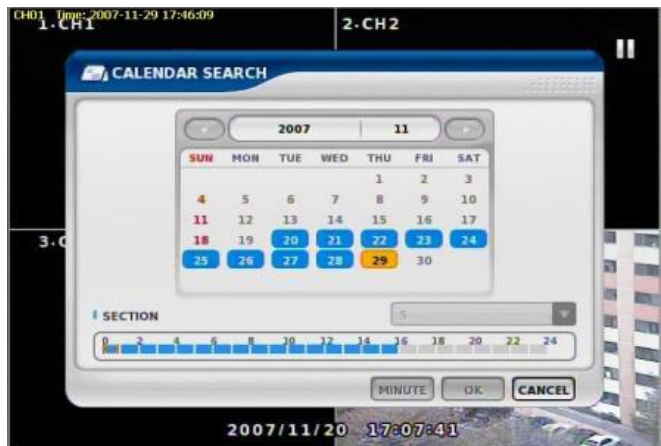 CH01 Time: 2007-11-29 17:46:09
1.CH1
2.CH2
CALENDAR SEARCH
2007 11
SUN MON TUE WED THU FRI SAT
1 2 3
4 5 6 7 8 9 10
11 12 13 14 15 16 17
18 19 20 21 22 23 24
25 26 27 28 29 30
3.C
SECTION
5
0 2 4 6 8 10 12 14 16 18 20 22 24
MINUTE OK CANCEL
2007/11/20 17:07:41